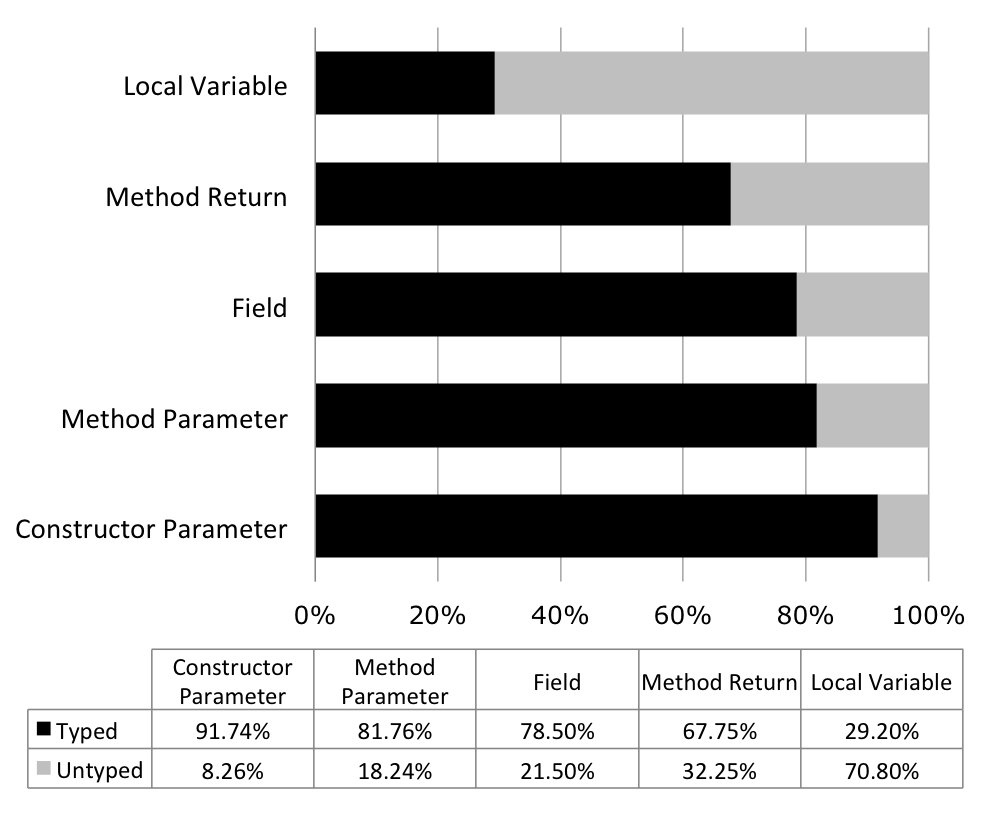 Local Variable
Method Return
Field
Method Parameter
Constructor Parameter
0% 20% 40% 60% 80% 100%
Constructor Parameter Method Parameter Field Method Return Local Variable
Typed 91.74% 81.76% 78.50% 67.75% 29.20%
Untyped 8.26% 18.24% 21.50% 32.25% 70.80%